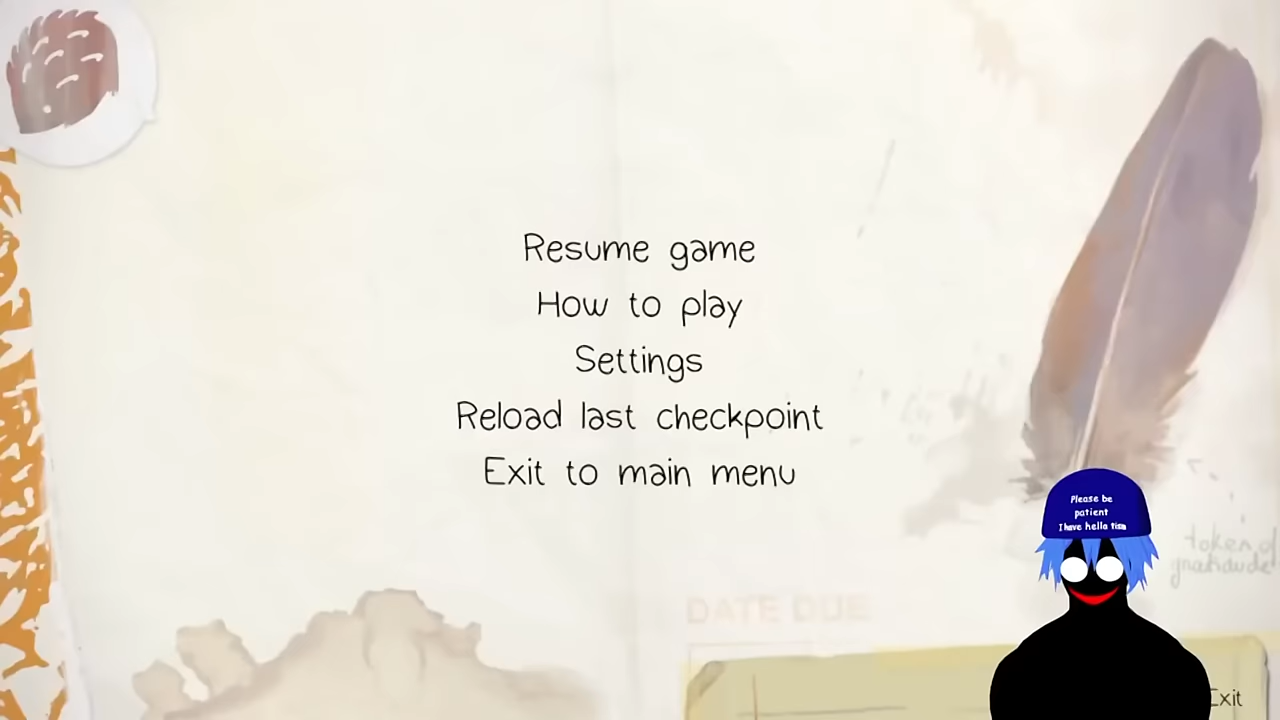 Resume game
How to play
Settings
Reload last checkpoint
Exit to main menu
Please be
patient
I have hella tism
token of
gratidude
DATE DUE
Exit